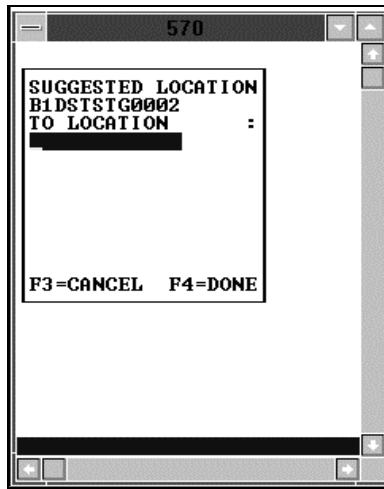 570
SUGGESTED LOCATION
B1DSTSTG0002
TO LOCATION :
F3=CANCEL F4=DONE